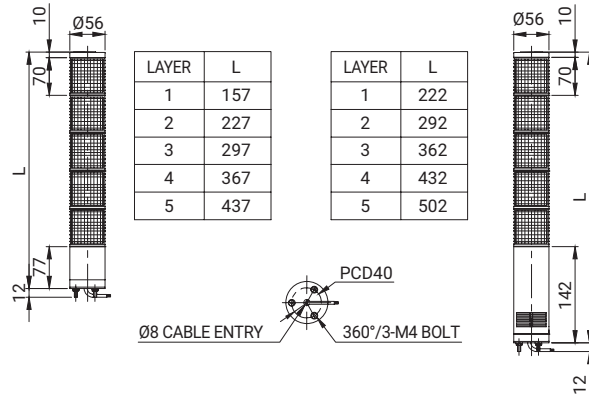 10
Ø56
70
L
77
12
LAYER L
1 157
2 227
3 297
4 367
5 437
LAYER L
1 222
2 292
3 362
4 432
5 502
Ø56
10
70
L
142
12
PCD40
Ø8 CABLE ENTRY
360°/3-M4 BOLT